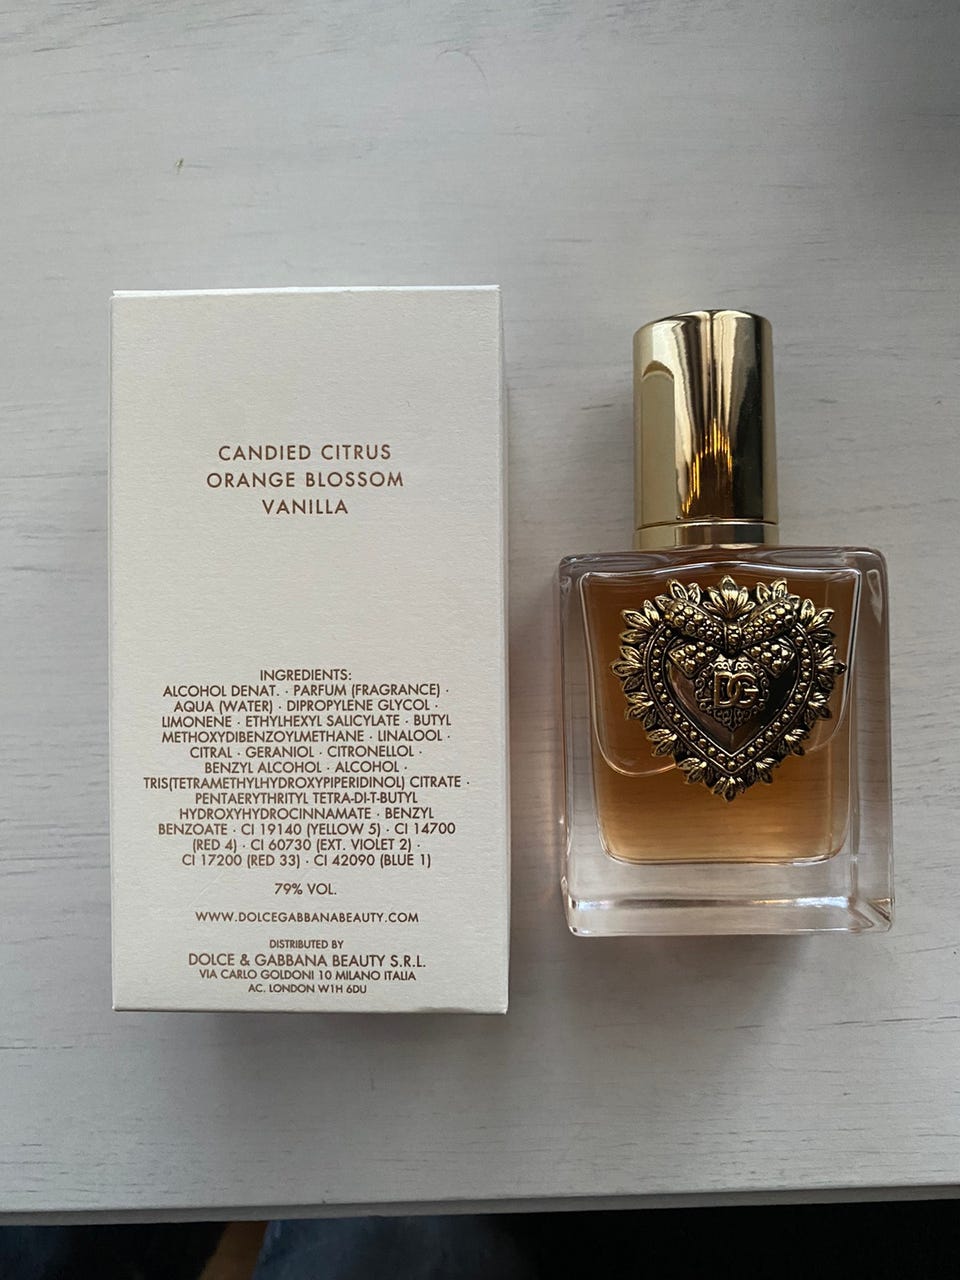 CANDIED CITRUS
ORANGE BLOSSOM
VANILLA
INGREDIENTS:
ALCOHOL DENAT. · PARFUM (FRAGRANCE) ·
AQUA (WATER) · DIPROPYLENE GLYCOL ·
LIMONENE · ETHYLHEXYL SALICYLATE · BUTYL
METHOXYDIBENZOYLMETHANE · LINALOOL ·
CITRAL · GERANIOL · CITRONELLOL ·
BENZYL ALCOHOL · ALCOHOL ·
TRIS(TETRAMETHYLHYDROXYPIPERIDINOL) CITRATE ·
PENTAERYTHRITYL TETRA-DI-T-BUTYL
HYDROXYHYDROCINNAMATE · BENZYL
BENZOATE · CI 19140 (YELLOW 5) · CI 14700
(RED 4) · CI 60730 (EXT. VIOLET 2) ·
CI 17200 (RED 33) · CI 42090 (BLUE 1)
79% VOL.
WWW.DOLCEGABBANABEAUTY.COM
DISTRIBUTED BY
DOLCE & GABBANA BEAUTY S.R.L.
VIA CARLO GOLDONI 10 MILANO ITALIA
AC. LONDON W1H 6DU
DG